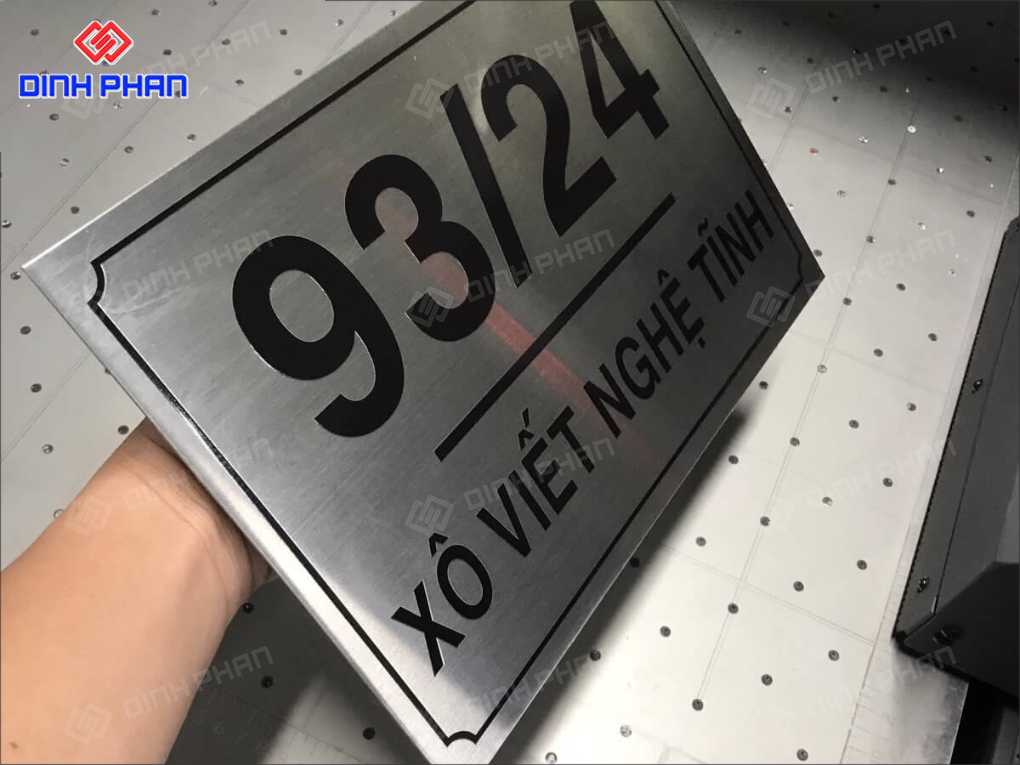 DINH PHAN
93/24
XÔ VIẾT NGHỆ TĨNH